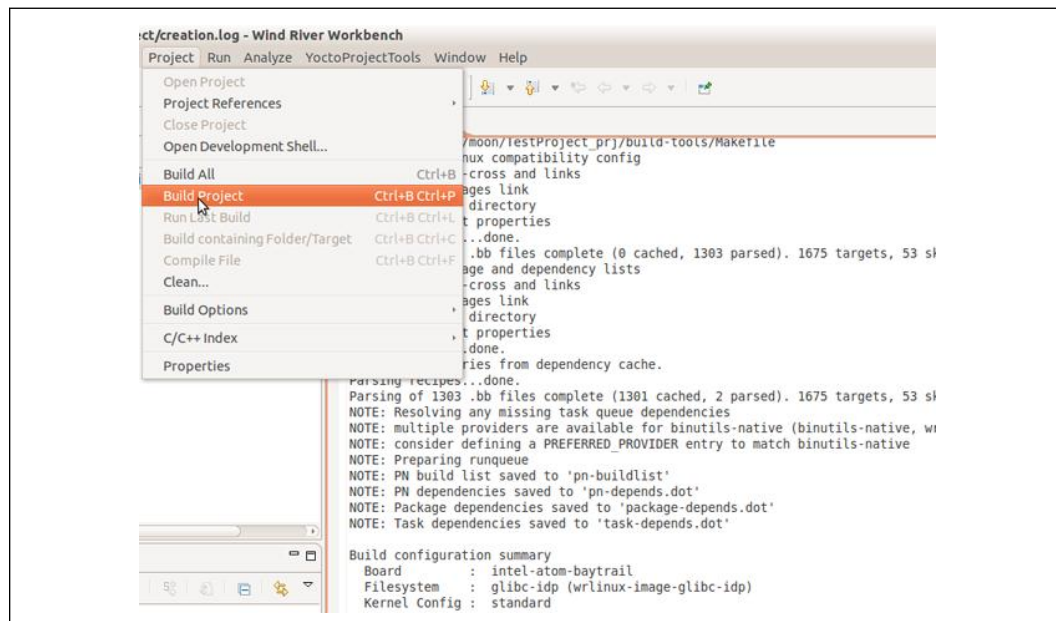 ct/creation.log - Wind River Workbench
Project Run Analyze YoctoProjectTools Window Help
Open Project
Project References
Close Project
Open Development Shell...
Build All Ctrl+B
Build Project Ctrl+B Ctrl+P
Run Last Build Ctrl+B Ctrl+L
Build containing Folder/Target Ctrl+B Ctrl+C
Compile File Ctrl+B Ctrl+F
Clean...
Build Options
C/C++ Index
Properties
/moon/TestProject_prj/build-tools/Makefile
nux compatibility config
-cross and links
ages link
directory
t properties
...done.
.bb files complete (0 cached, 1303 parsed). 1675 targets, 53 sk
age and dependency lists
-cross and links
ages link
directory
t properties
.done.
ries from dependency cache.
Parsing recipes...done.
Parsing of 1303 .bb files complete (1301 cached, 2 parsed). 1675 targets, 53 sk
NOTE: Resolving any missing task queue dependencies
NOTE: multiple providers are available for binutils-native (binutils-native, wr
NOTE: consider defining a PREFERRED_PROVIDER entry to match binutils-native
NOTE: Preparing runqueue
NOTE: PN build list saved to 'pn-buildlist'
NOTE: PN dependencies saved to 'pn-depends.dot'
NOTE: Package dependencies saved to 'package-depends.dot'
NOTE: Task dependencies saved to 'task-depends.dot'
Build configuration summary
Board : intel-atom-baytrail
Filesystem : glibc-idp (wrlinux-image-glibc-idp)
Kernel Config : standard